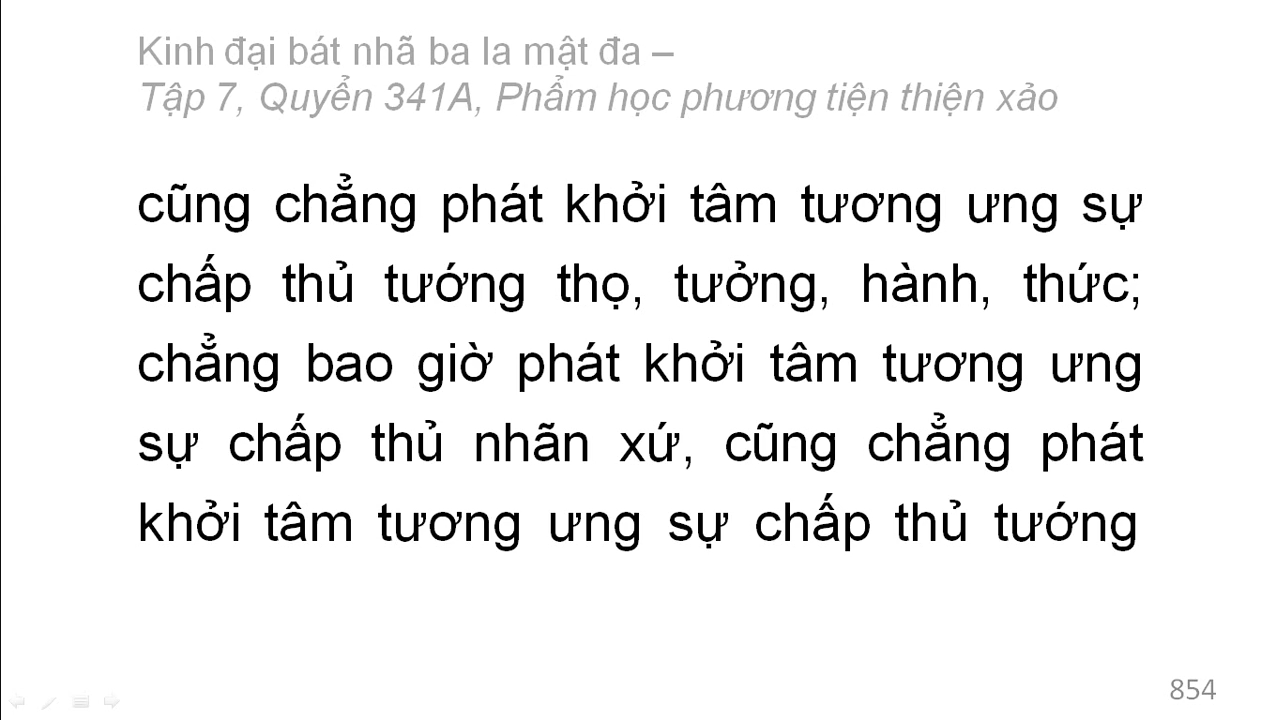 Kinh đại bát nhã ba la mật đa –
Tập 7, Quyển 341A, Phẩm học phương tiện thiện xảo
cũng chẳng phát khởi tâm tương ưng sự
chấp thủ tướng thọ, tưởng, hành, thức;
chẳng bao giờ phát khởi tâm tương ưng
sự chấp thủ nhãn xứ, cũng chẳng phát
khởi tâm tương ưng sự chấp thủ tướng
854